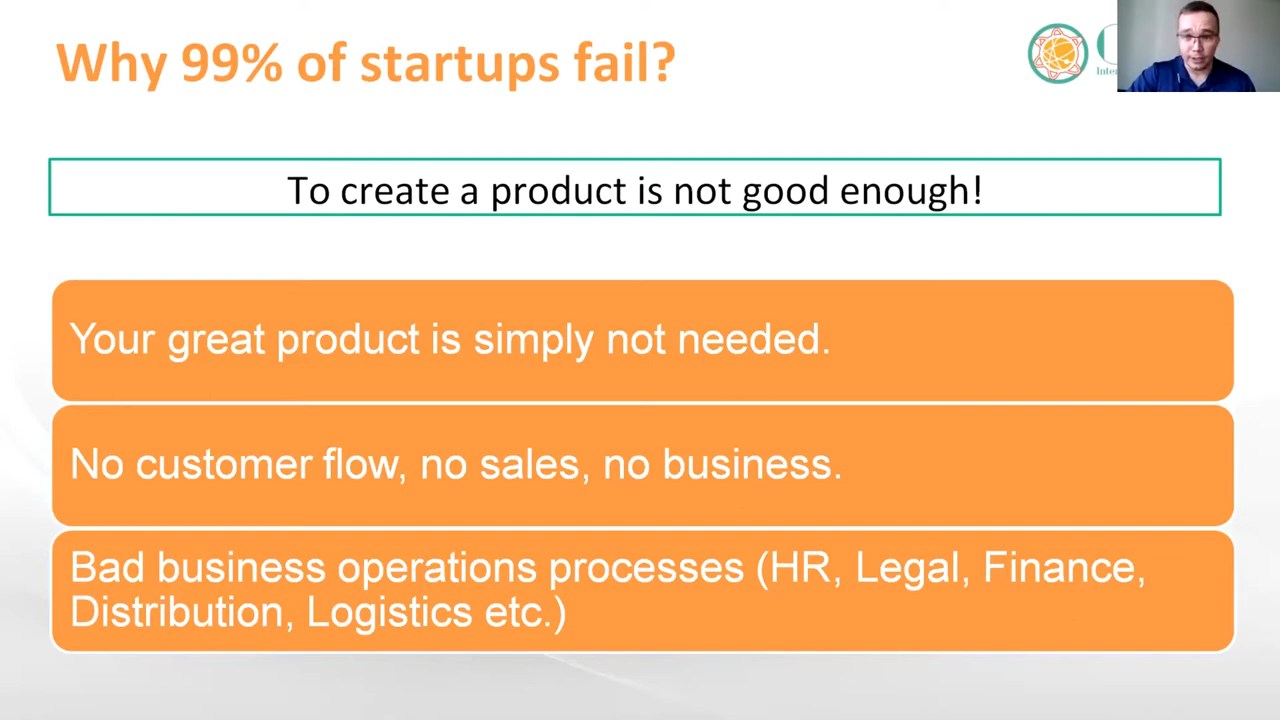 Why 99% of startups fail?
To create a product is not good enough!
Your great product is simply not needed.
No customer flow, no sales, no business.
Bad business operations processes (HR, Legal, Finance,
Distribution, Logistics etc.)